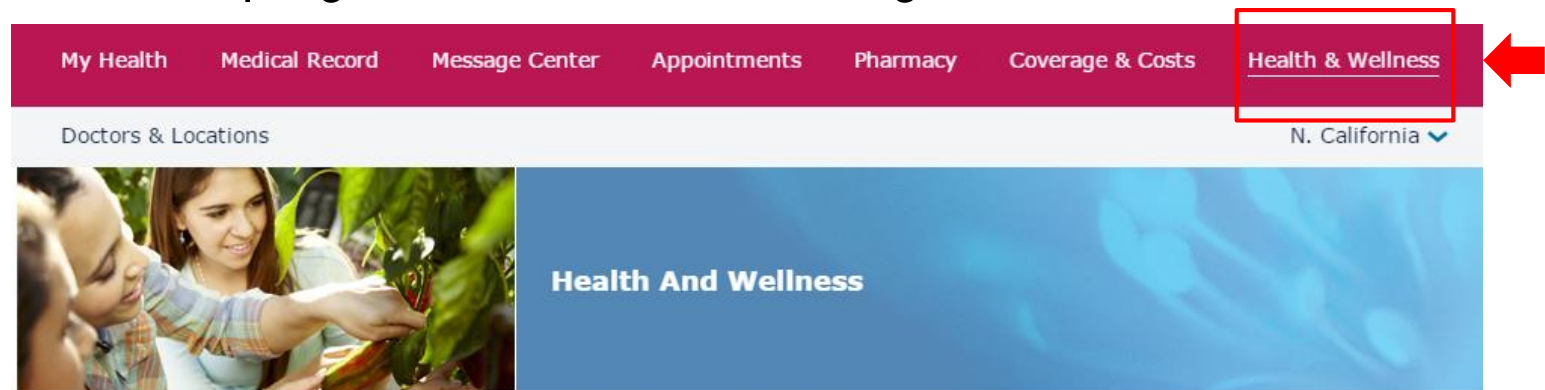 My Health Medical Record Message Center Appointments Pharmacy Coverage & Costs Health & Wellness
Doctors & Locations N. California
Health And Wellness